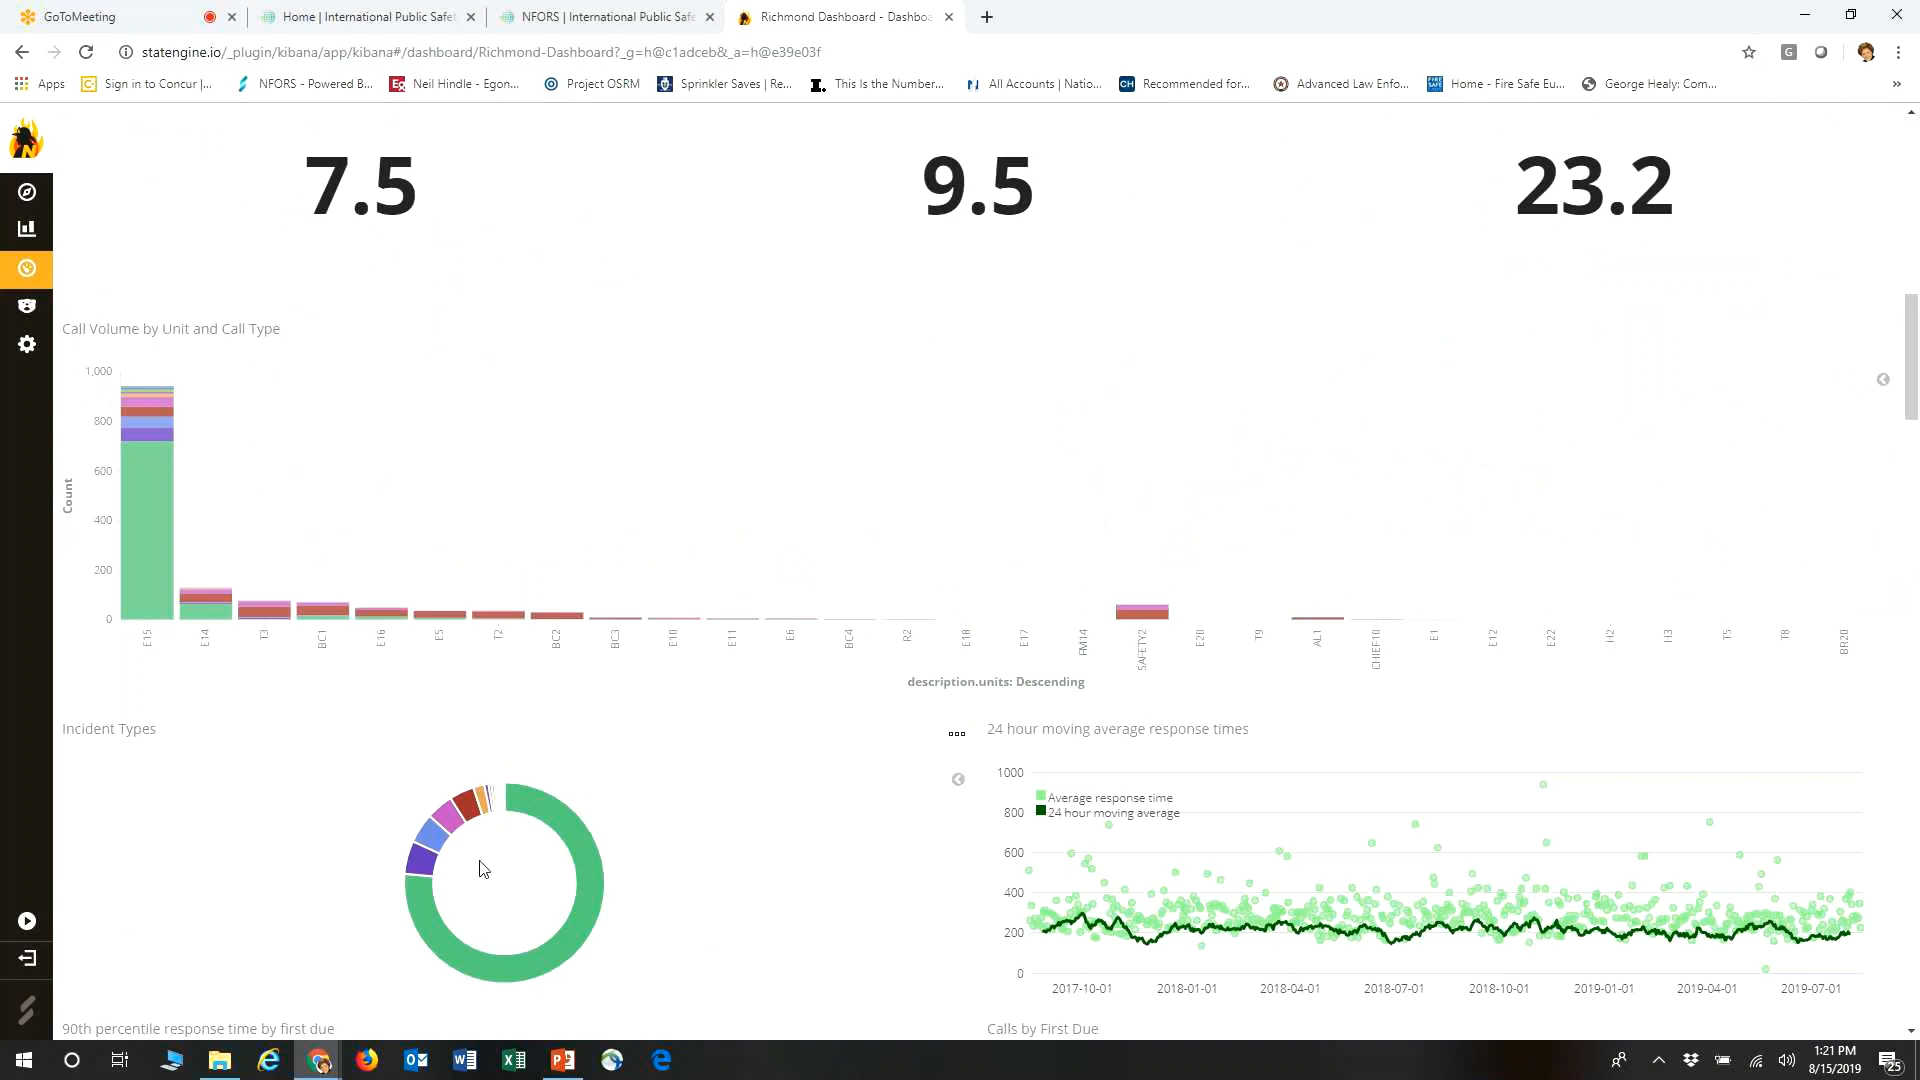 GoToMeeting
Home | International Public Safet
NFORS | International Public Safe
Richmond Dashboard - Dashboa
statengine.io/_plugin/kibana/app/kibana#/dashboard/Richmond-Dashboard?_g=h@c1adceb&_a=h@e39e03f
Apps
Sign in to Concur |...
NFORS - Powered B...
Neil Hindle - Egon...
Project OSRM
Sprinkler Saves | Re...
This Is the Number...
All Accounts | Natio...
Recommended for...
Advanced Law Enfo...
Home - Fire Safe Eu...
George Healy: Com...
»
7.5
9.5
23.2
Call Volume by Unit and Call Type
1,000
800
600
400
200
0
Count
E15
E14
T3
BC1
E16
E5
T2
BC2
BC3
E10
E11
E6
BC4
R2
E18
E17
FM14
SAFETY2
E20
T9
AL1
CHIEF10
E1
E12
E22
H2
H3
T5
T8
BR20
description.units: Descending
Incident Types
24 hour moving average response times
1000
800
600
400
200
0
Average response time
24 hour moving average
2017-10-01
2018-01-01
2018-04-01
2018-07-01
2018-10-01
2019-01-01
2019-04-01
2019-07-01
90th percentile response time by first due
Calls by First Due
1:21 PM
8/15/2019
25